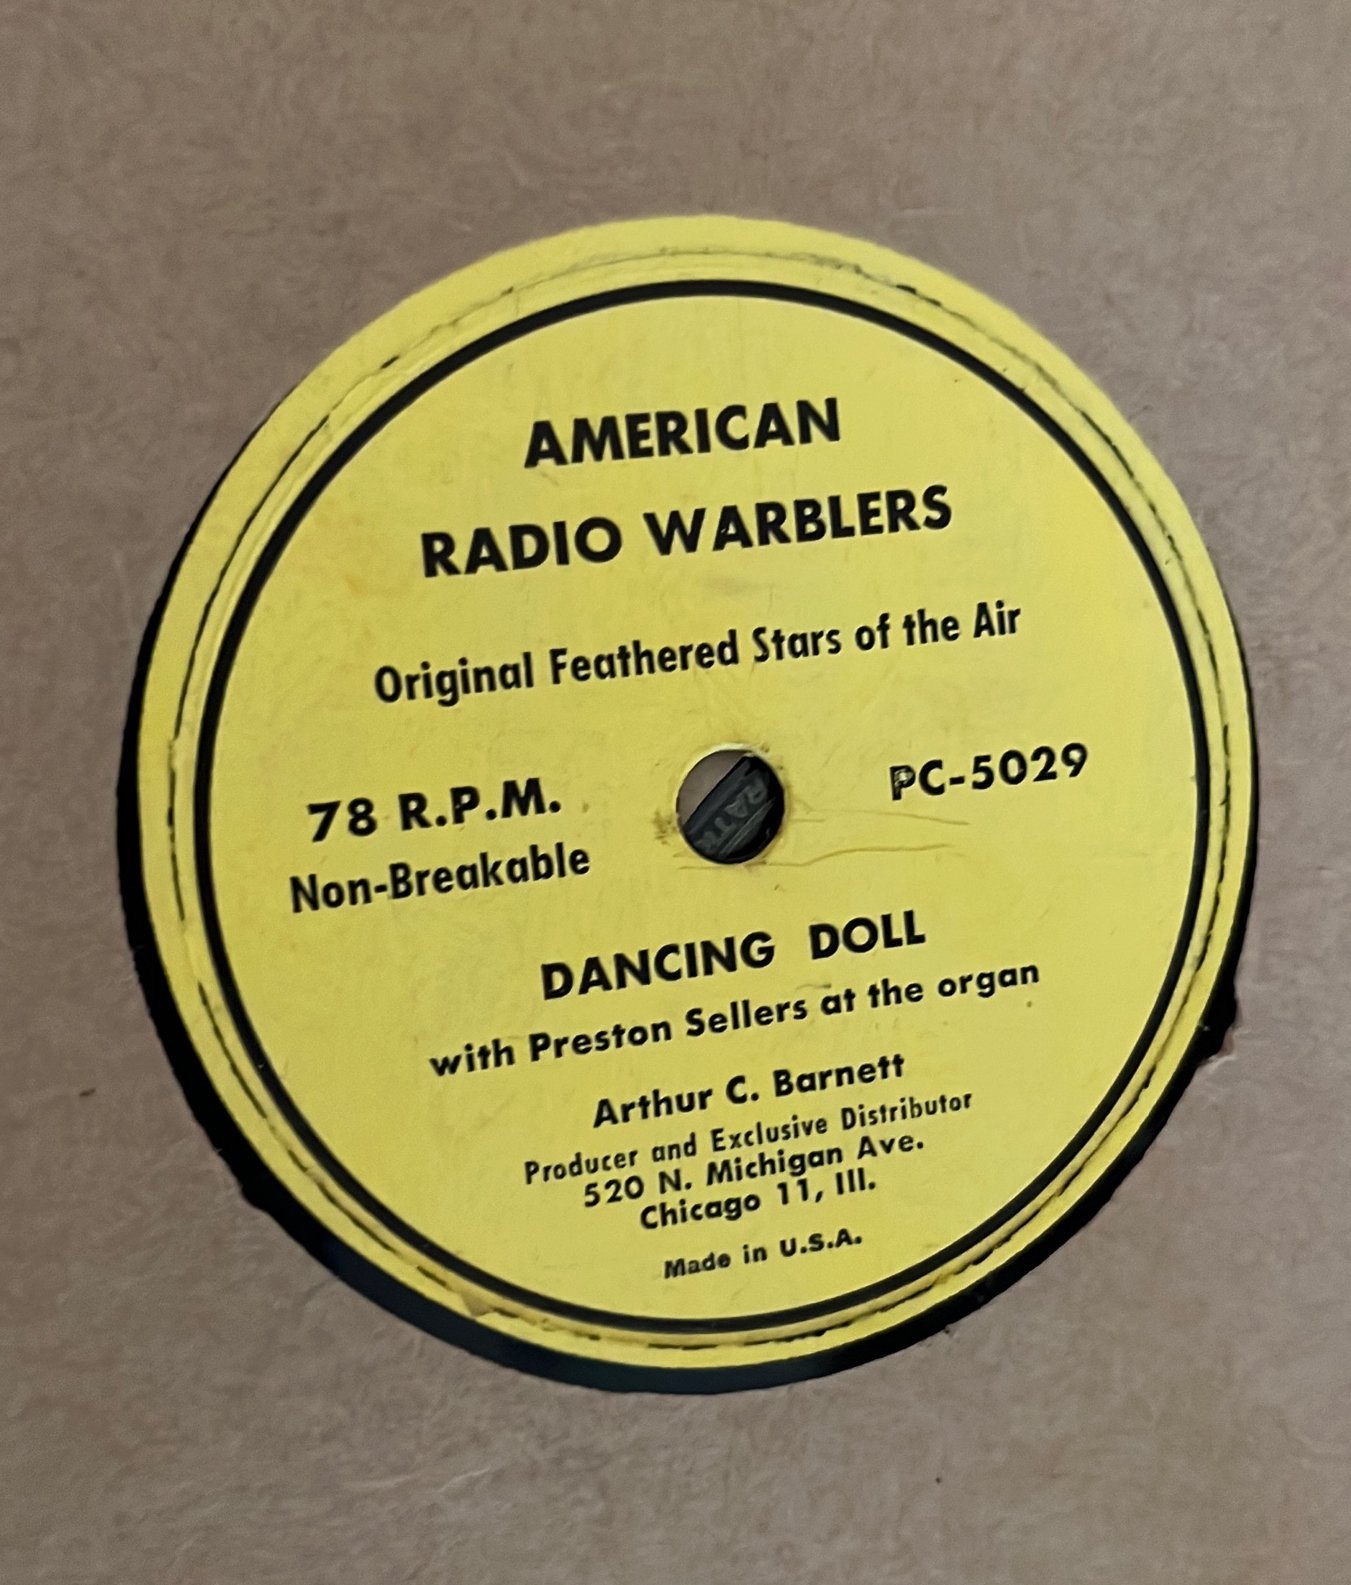 AMERICAN
RADIO WARBLERS
Original Feathered Stars of the Air
78 R.P.M.
Non-Breakable
PC-5029
DANCING DOLL
with Preston Sellers at the organ
Arthur C. Barnett
Producer and Exclusive Distributor
520 N. Michigan Ave.
Chicago 11, Ill.
Made in U.S.A.